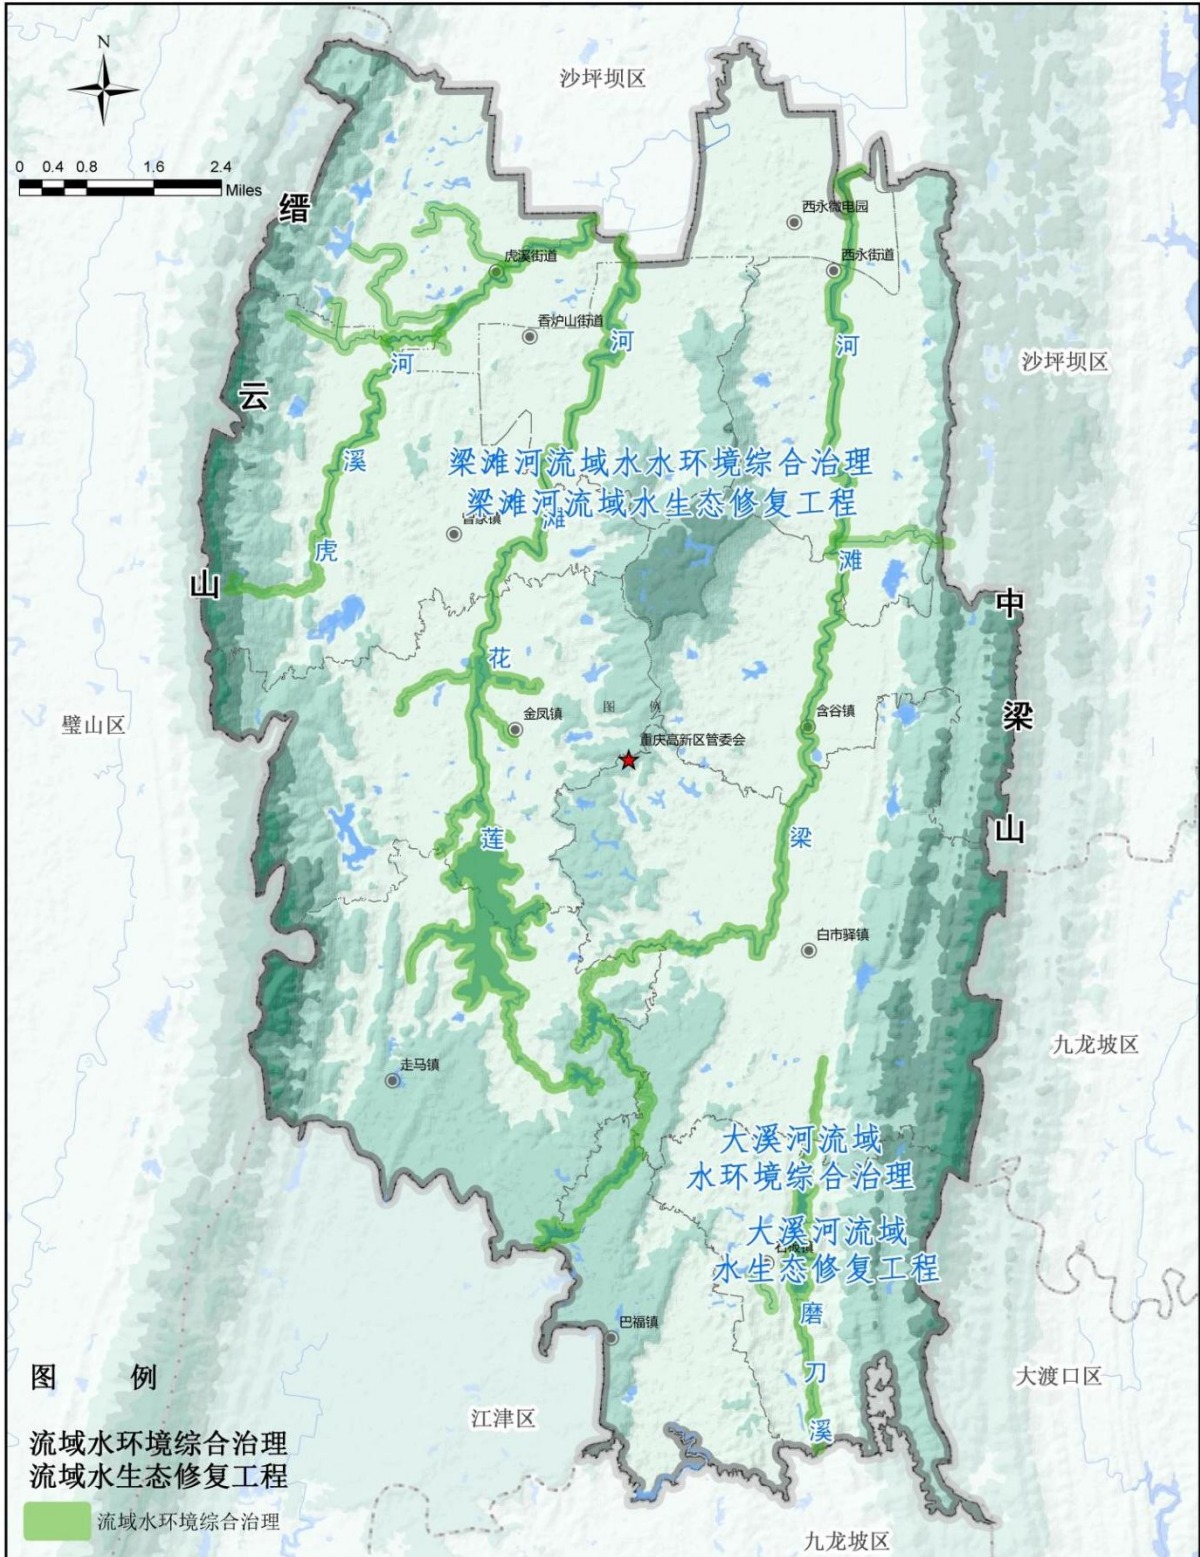 N
沙坪坝区
0 0.4 0.8 1.6 2.4
Miles
缙
云
山
西永微电园
虎溪街道
西永街道
香炉山街道
河
河
河
沙坪坝区
溪
梁滩河流域水水环境综合治理
梁滩河流域水生态修复工程
曾家镇
滩
虎
滩
中
梁
山
花
璧山区
金凤镇
图 例
含谷镇
重庆高新区管委会
莲
梁
白市驿镇
九龙坡区
走马镇
大溪河流域
水环境综合治理
大溪河流域
水生态修复工程
磨
刀
溪
巴福镇
大渡口区
江津区
图 例
流域水环境综合治理
流域水生态修复工程
流域水环境综合治理
九龙坡区